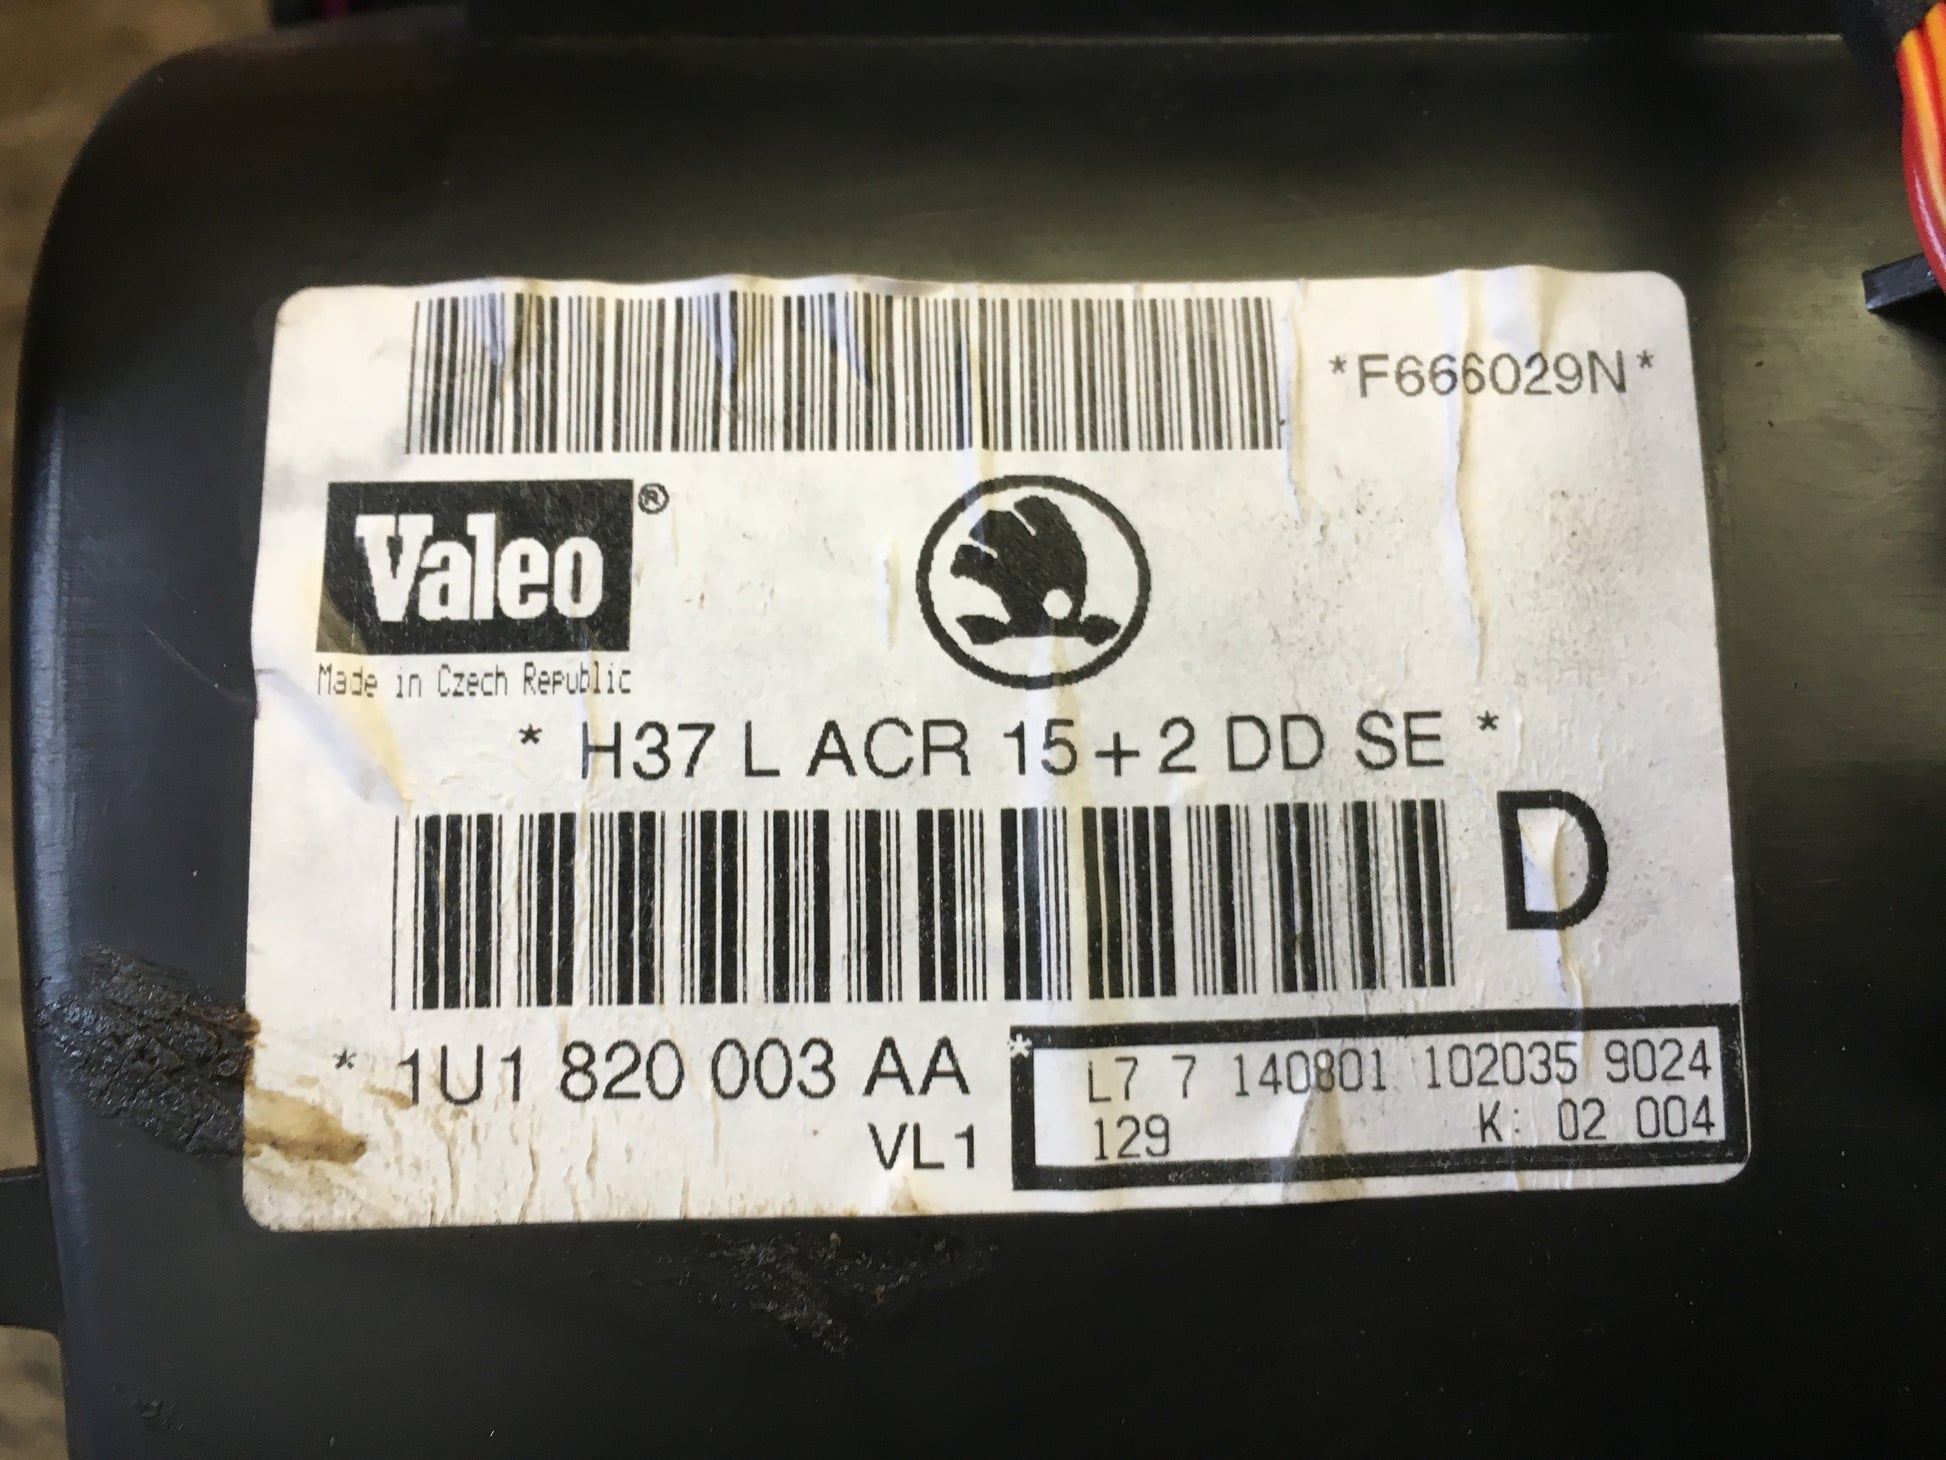 *F666029N*
Valeo®
Made in Czech Republic
* H37 L ACR 15+2 DD SE *
D
* 1U1 820 003 AA *
VL1
L7 7 140801 102035 9024
129 K: 02 004